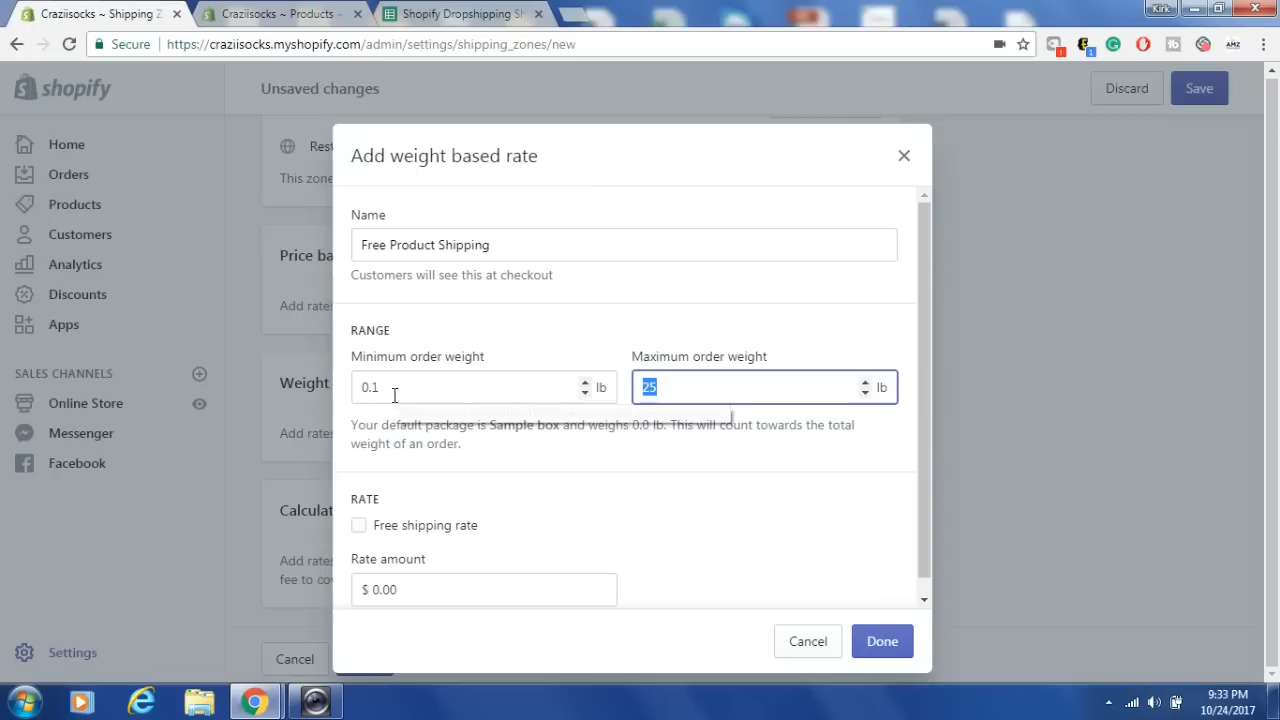 Craziisocks ~ Shipping Z
Craziisocks ~ Products ~
Shopify Dropshipping Sh
Kirk
Secure
https://craziisocks.myshopify.com/admin/settings/shipping_zones/new
AMZ
shopify
Unsaved changes
Discard
Save
Home
Orders
Products
Customers
Analytics
Discounts
Apps
SALES CHANNELS
Online Store
Messenger
Facebook
Settings
Rest
This zone
Price ba
Add rates
Weight
Add rates
Calculat
Add rates
fee to cov
Cancel
Add weight based rate
Name
Free Product Shipping
Customers will see this at checkout
RANGE
Minimum order weight
Maximum order weight
0.1
lb
25
lb
Your default package is Sample box and weighs 0.0 lb. This will count towards the total
weight of an order.
RATE
Free shipping rate
Rate amount
$ 0.00
Cancel
Done
9:33 PM
10/24/2017